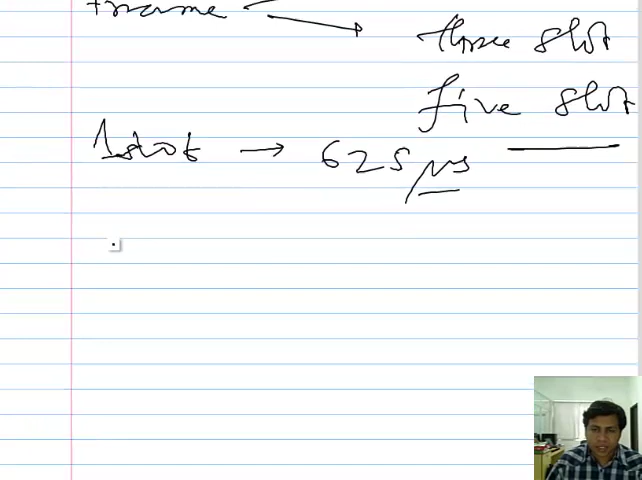 frame → three slot
five slot
1 slot → 625 μs